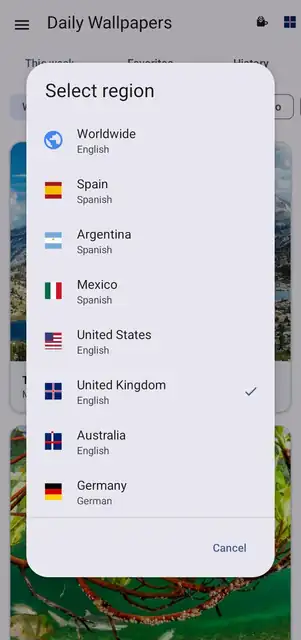 Daily Wallpapers
This week
Favorites
History
Select region
Worldwide
English
Spain
Spanish
Argentina
Spanish
Mexico
Spanish
United States
English
United Kingdom
English
Australia
English
Germany
German
Cancel